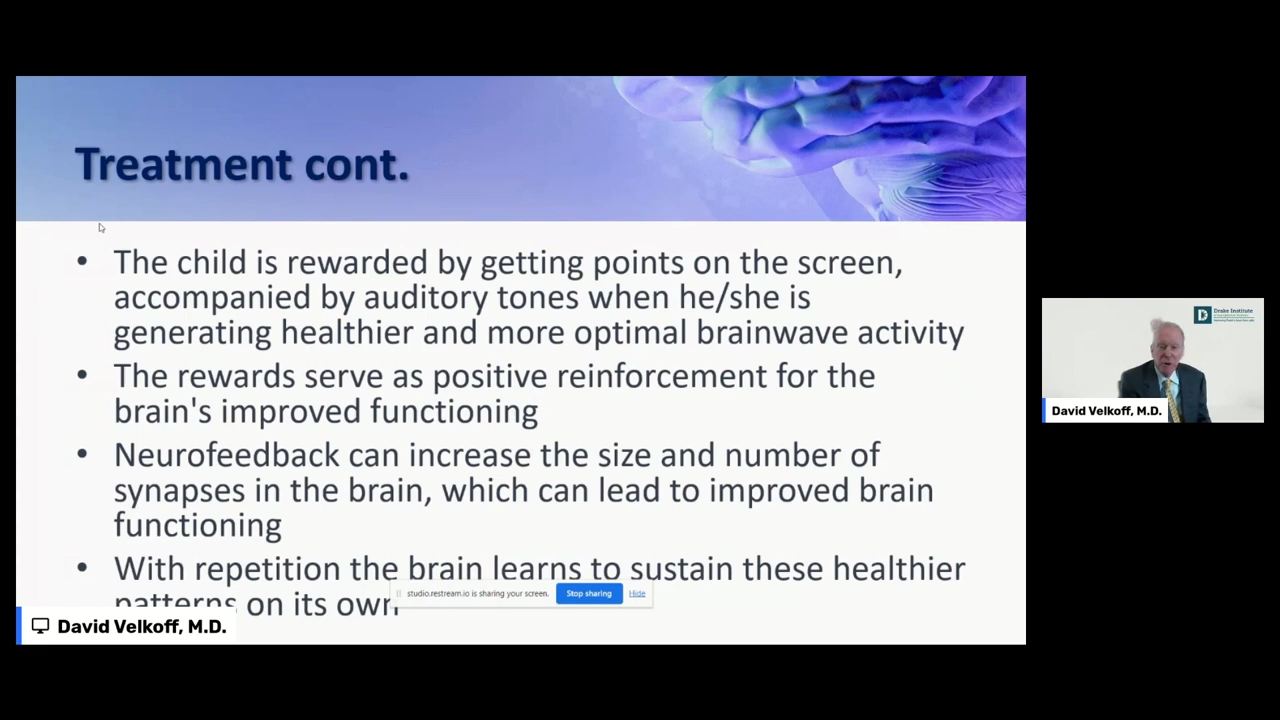 Treatment cont.
• The child is rewarded by getting points on the screen,
accompanied by auditory tones when he/she is
generating healthier and more optimal brainwave activity
• The rewards serve as positive reinforcement for the
brain's improved functioning
• Neurofeedback can increase the size and number of
synapses in the brain, which can lead to improved brain
functioning
• With repetition the brain learns to sustain these healthier
patterns on its own
studio.restream.io is sharing your screen. Stop sharing Hide
David Velkoff, M.D.
Drake Institute
David Velkoff, M.D.